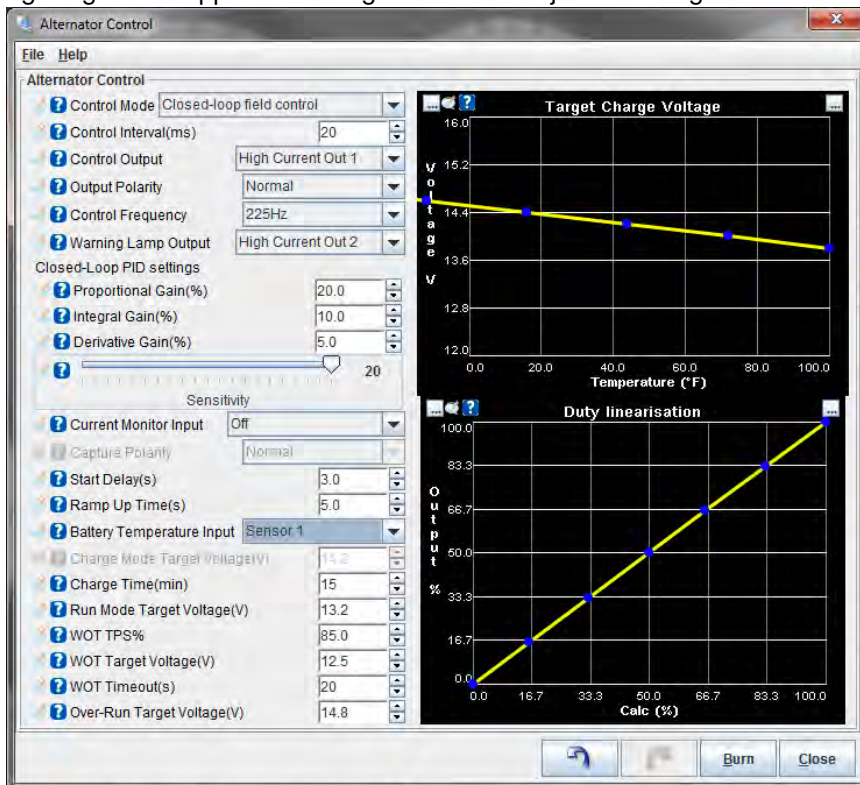 Alternator Control
File Help
Alternator Control
Control Mode Closed-loop field control
Control Interval(ms) 20
Control Output High Current Out 1
Output Polarity Normal
Control Frequency 225Hz
Warning Lamp Output High Current Out 2
Closed-Loop PID settings
Proportional Gain(%) 20.0
Integral Gain(%) 10.0
Derivative Gain(%) 5.0
20
Sensitivity
Current Monitor Input Off
Capture Polarity Normal
Start Delay(s) 3.0
Ramp Up Time(s) 5.0
Battery Temperature Input Sensor 1
Charge Mode Target Voltage(V) 14.2
Charge Time(min) 15
Run Mode Target Voltage(V) 13.2
WOT TPS% 85.0
WOT Target Voltage(V) 12.5
WOT Timeout(s) 20
Over-Run Target Voltage(V) 14.8
Target Charge Voltage
Voltage V
16.0
15.2
14.4
13.6
12.8
12.0
0.0 20.0 40.0 60.0 80.0 100.0
Temperature (°F)
Duty linearisation
Output %
100.0
83.3
66.7
50.0
33.3
16.7
0.0
0.0 16.7 33.3 50.0 66.7 83.3 100.0
Calc (%)
Burn Close